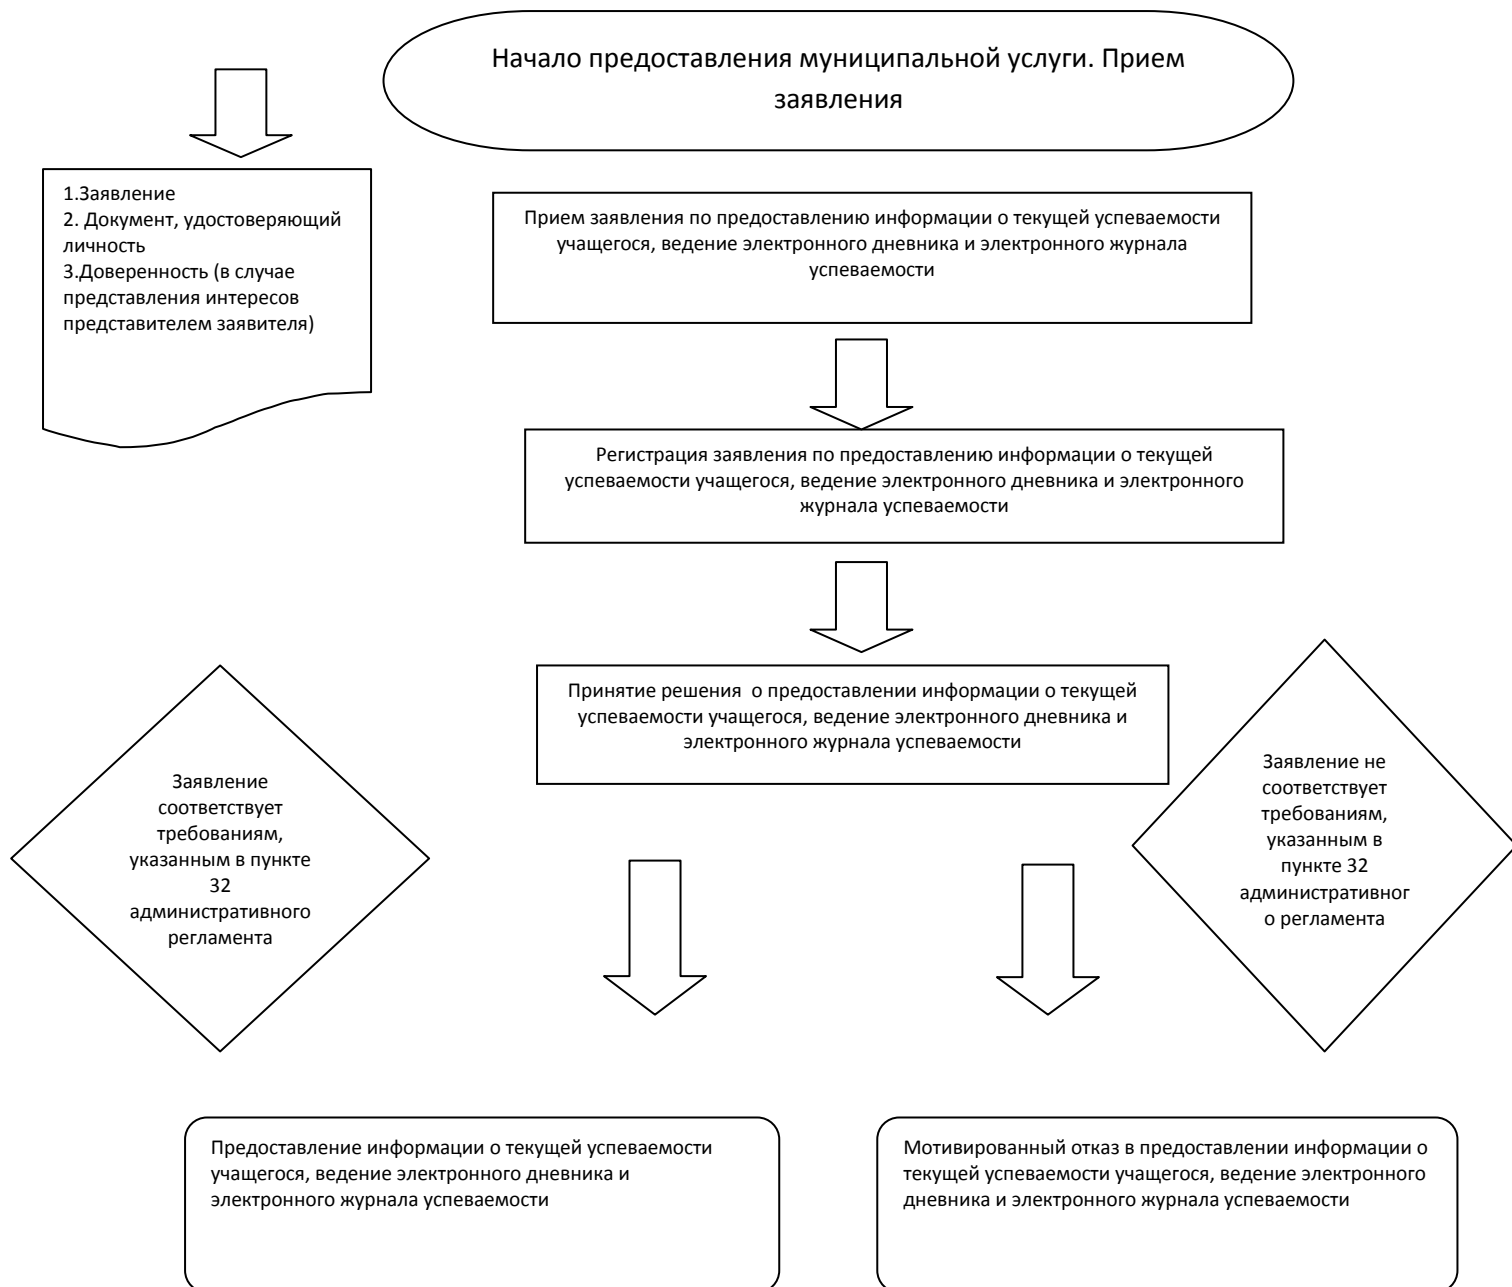 Начало предоставления муниципальной услуги. Прием
заявления
1.Заявление
2. Документ, удостоверяющий
личность
3.Доверенность (в случае
представления интересов
представителем заявителя)
Прием заявления по предоставлению информации о текущей успеваемости
учащегося, ведение электронного дневника и электронного журнала
успеваемости
Регистрация заявления по предоставлению информации о текущей
успеваемости учащегося, ведение электронного дневника и электронного
журнала успеваемости
Принятие решения о предоставлении информации о текущей
успеваемости учащегося, ведение электронного дневника и
электронного журнала успеваемости
Заявление
соответствует
требованиям,
указанным в пункте
32
административного
регламента
Заявление не
соответствует
требованиям,
указанным в
пункте 32
административног
о регламента
Предоставление информации о текущей успеваемости
учащегося, ведение электронного дневника и
электронного журнала успеваемости
Мотивированный отказ в предоставлении информации о
текущей успеваемости учащегося, ведение электронного
дневника и электронного журнала успеваемости